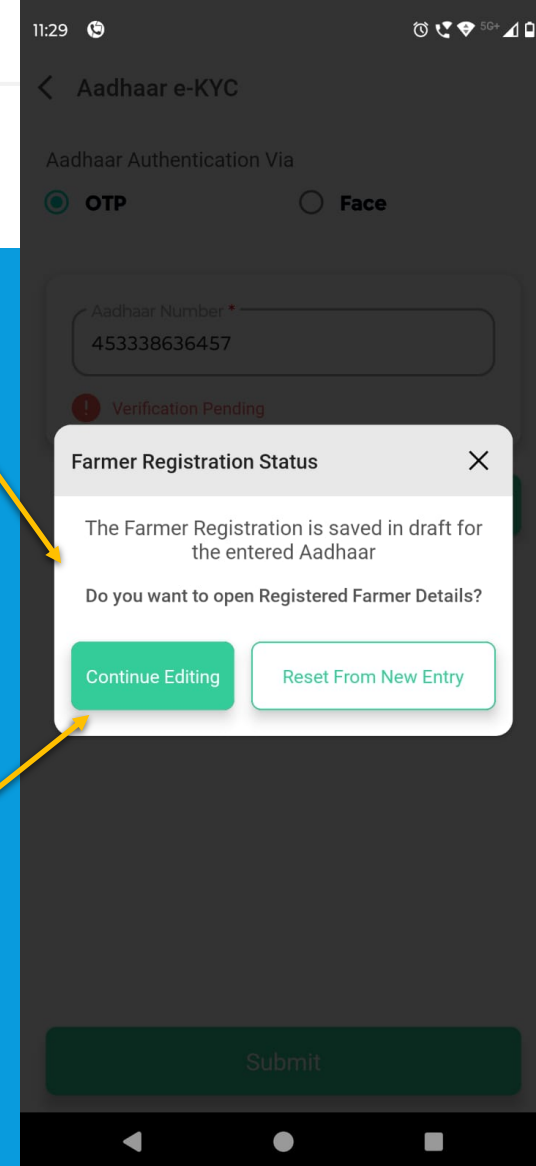 11:29
5G+
Aadhaar e-KYC
Aadhaar Authentication Via
OTP Face
Aadhaar Number *
453338636457
! Verification Pending
Farmer Registration Status
The Farmer Registration is saved in draft for
the entered Aadhaar
Do you want to open Registered Farmer Details?
Continue Editing Reset From New Entry
Submit